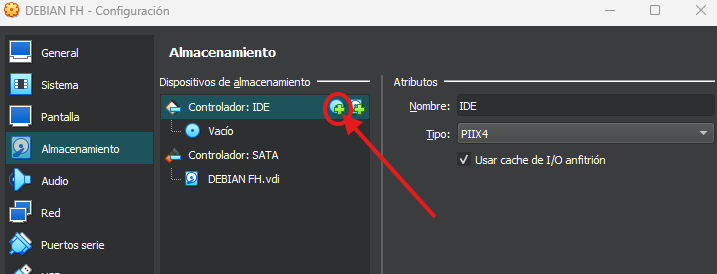 DEBIAN FH - Configuración
General
Sistema
Pantalla
Almacenamiento
Audio
Red
Puertos serie
Almacenamiento
Dispositivos de almacenamiento
Controlador: IDE
Vacío
Controlador: SATA
DEBIAN FH.vdi
Atributos
Nombre: IDE
Tipo: PIIX4
Usar cache de I/O anfitrión